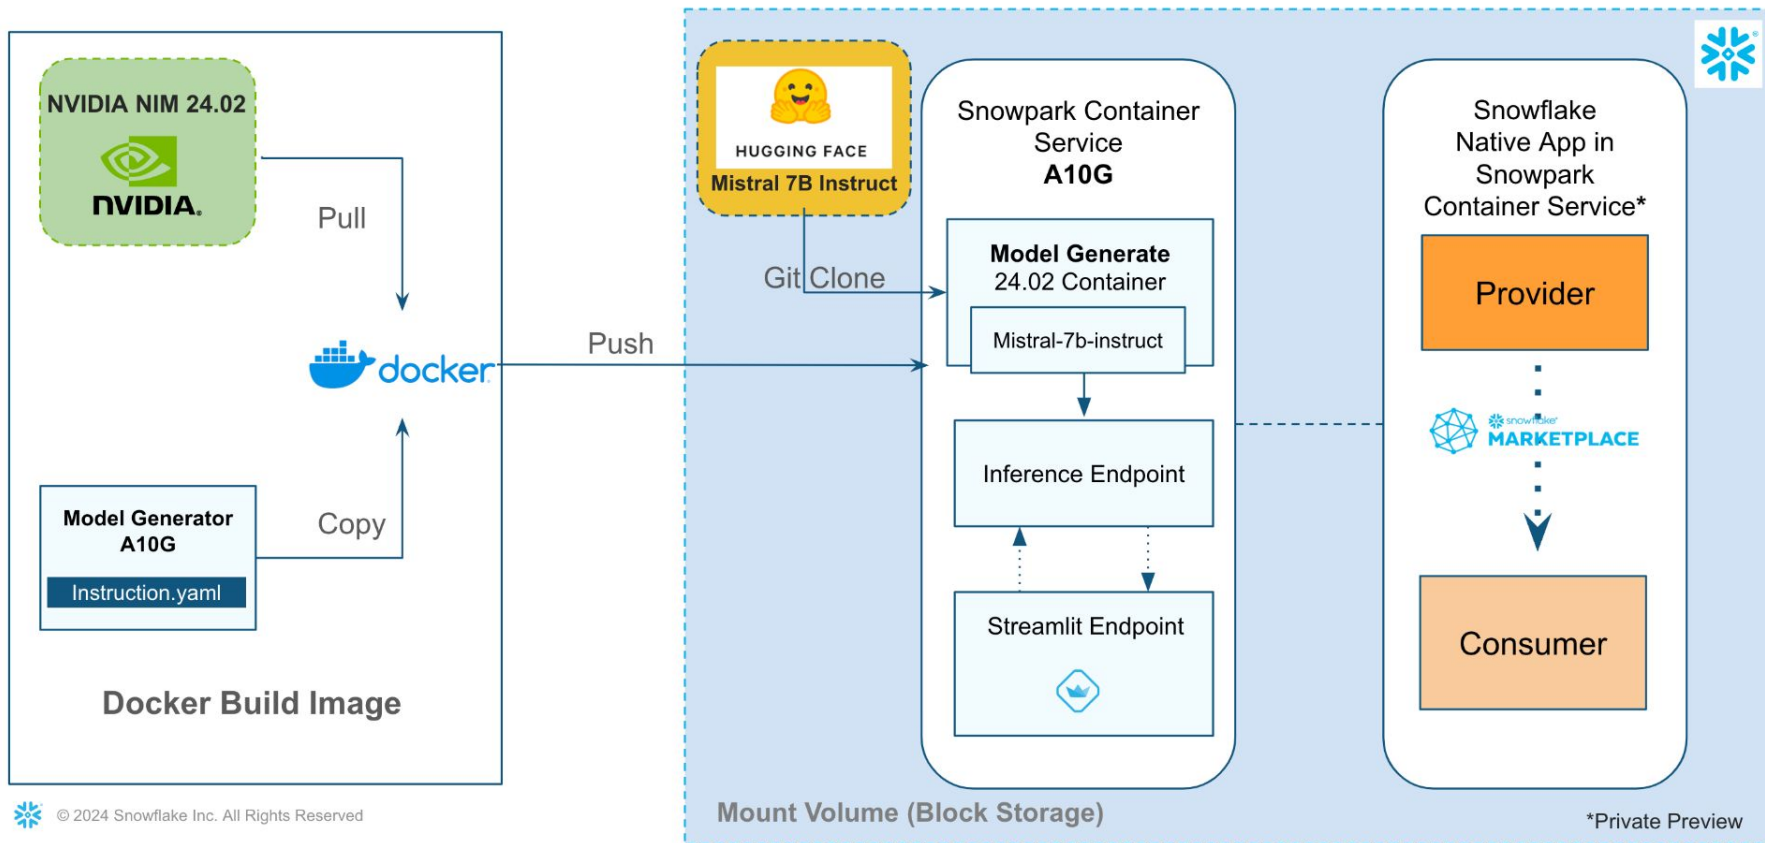 NVIDIA NIM 24.02
NVIDIA.
Pull
docker
Model Generator
A10G
Instruction.yaml
Copy
Docker Build Image
© 2024 Snowflake Inc. All Rights Reserved
Push
HUGGING FACE
Mistral 7B Instruct
Git Clone
Snowpark Container
Service
A10G
Model Generate
24.02 Container
Mistral-7b-instruct
Inference Endpoint
Streamlit Endpoint
Mount Volume (Block Storage)
Snowflake
Native App in
Snowpark
Container Service*
Provider
snowflake
MARKETPLACE
Consumer
*Private Preview